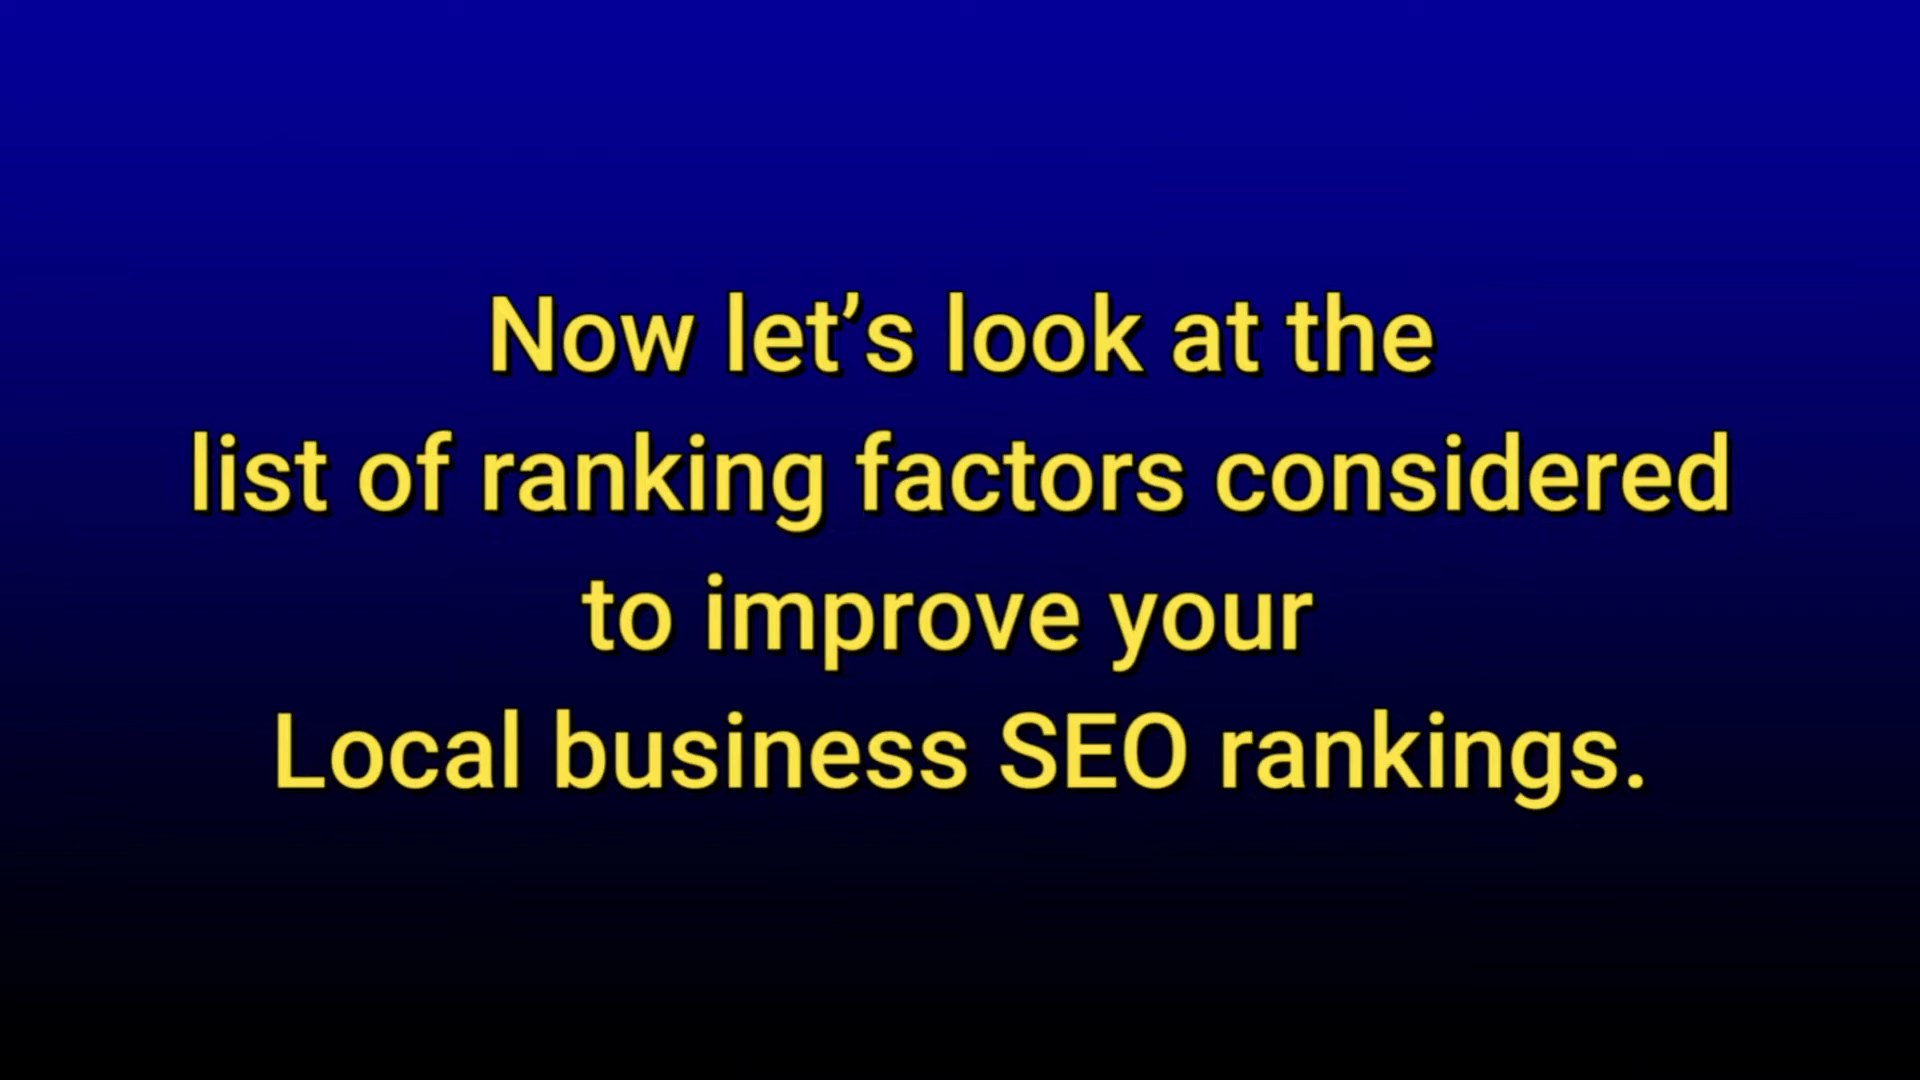 Now let’s look at the
list of ranking factors considered
to improve your
Local business SEO rankings.